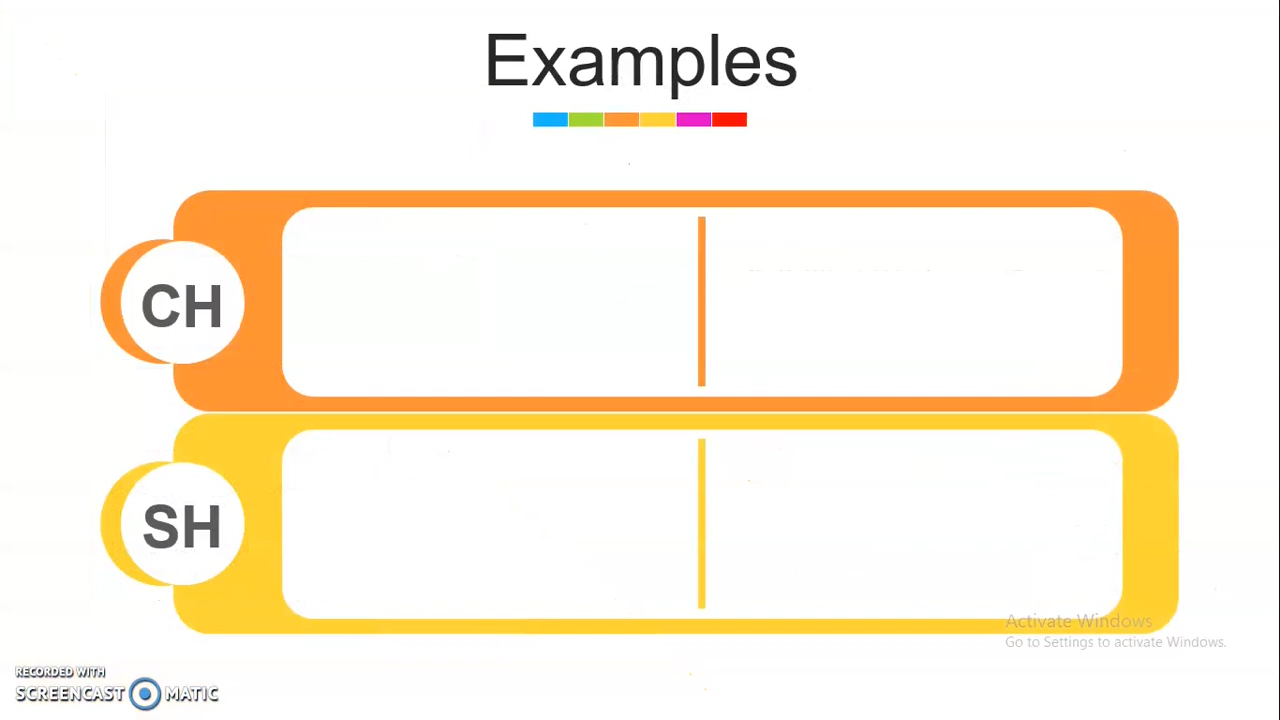 Examples
CH
SH
Activate Windows
Go to Settings to activate Windows.
RECORDED WITH
SCREENCAST MATIC